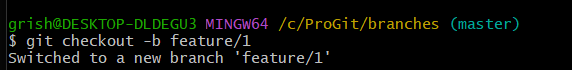 grish@DESKTOP-DLDEGU3 MINGW64 /c/ProGit/branches (master)
$ git checkout -b feature/1
Switched to a new branch 'feature/1'